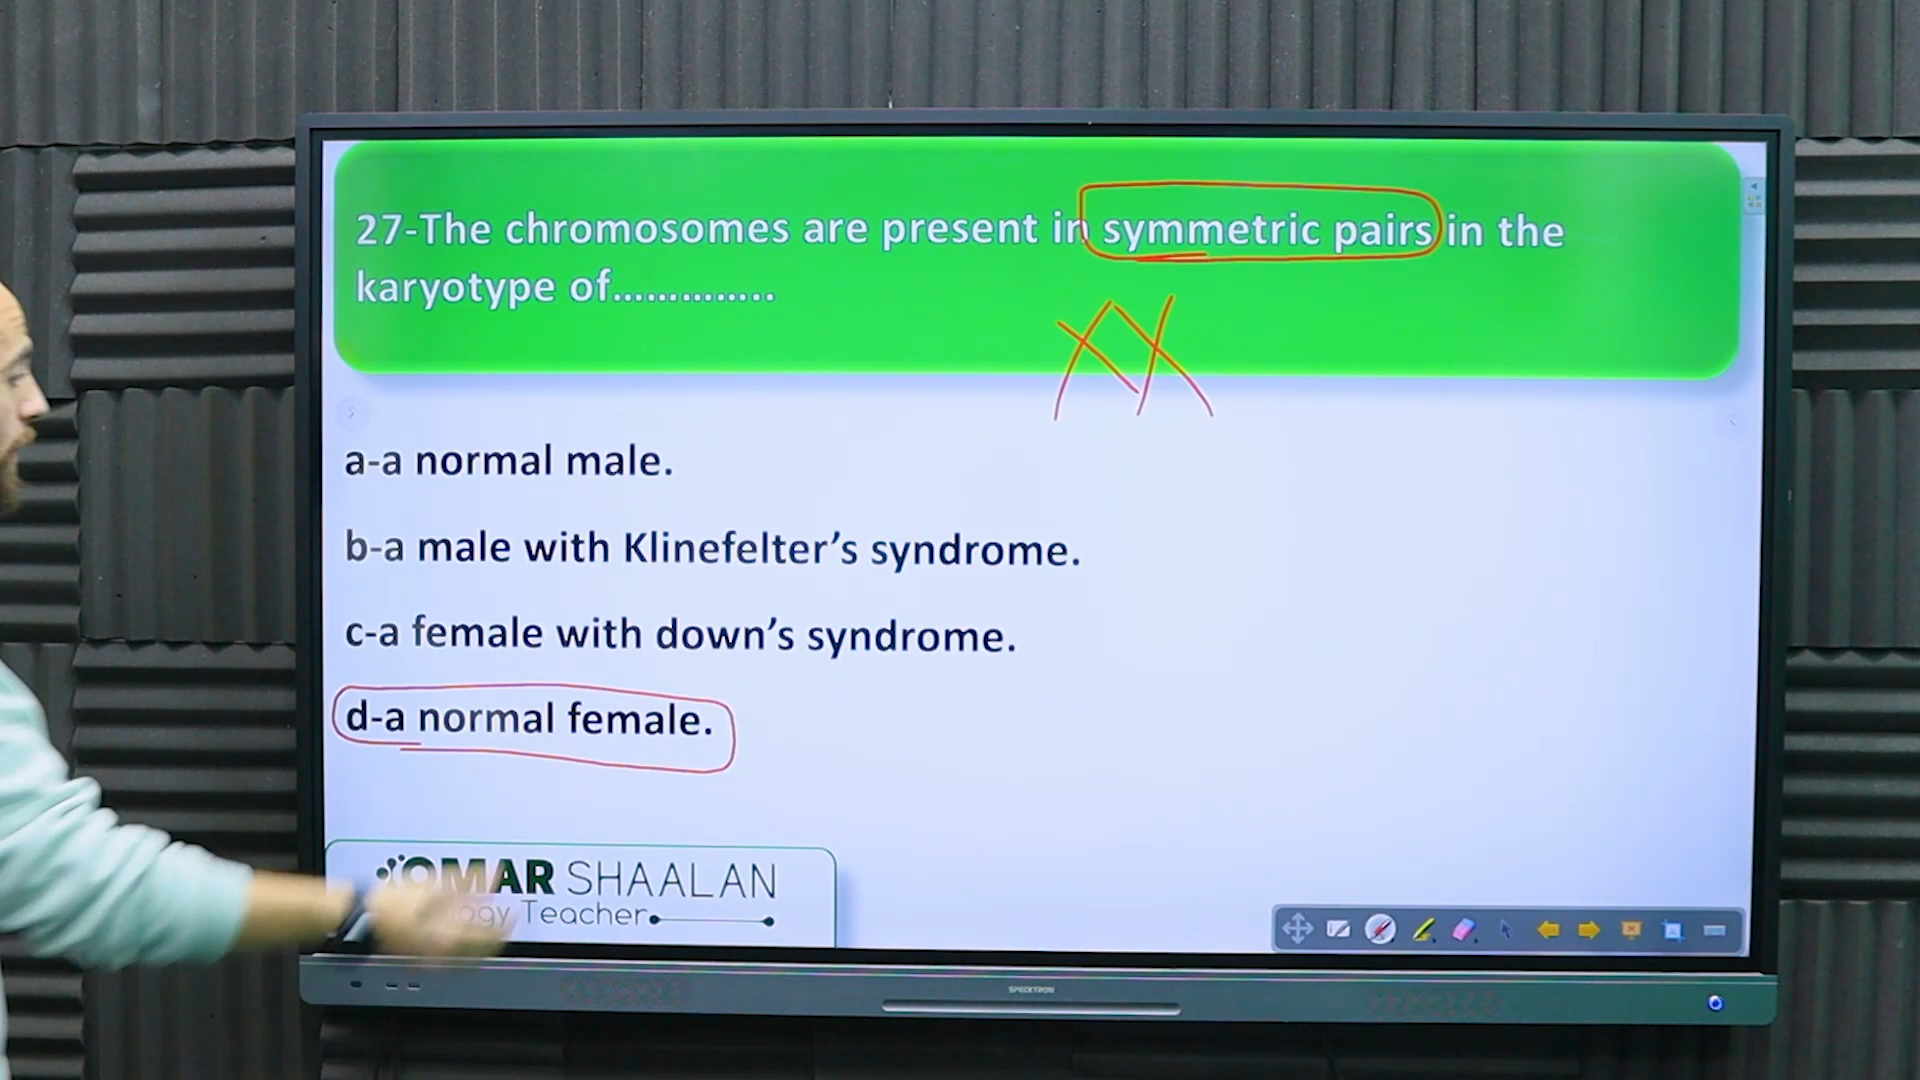 27-The chromosomes are present in symmetric pairs in the
karyotype of..............
XX
a-a normal male.
b-a male with Klinefelter's syndrome.
c-a female with down's syndrome.
d-a normal female.
OMAR SHAALAN
Teacher
SPECKTRON